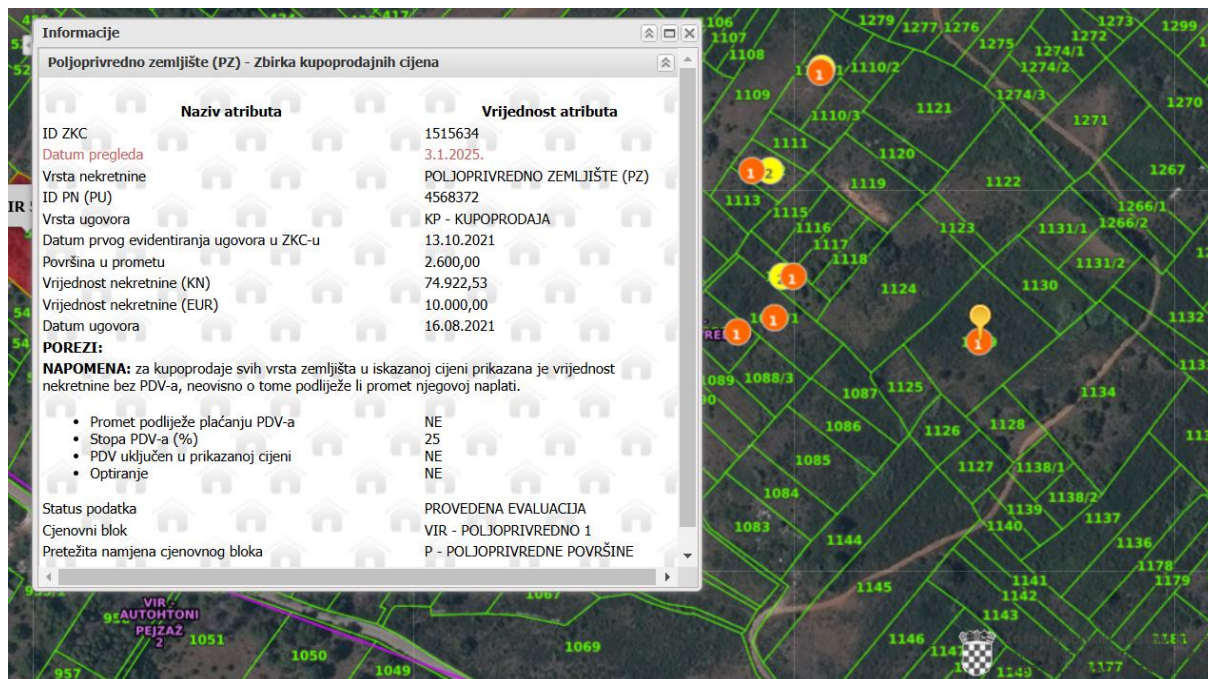 Informacije
Poljoprivredno zemljište (PZ) - Zbirka kupoprodajnih cijena
Naziv atributa Vrijednost atributa
ID ZKC 1515634
Datum pregleda 3.1.2025.
Vrsta nekretnine POLJOPRIVREDNO ZEMLJIŠTE (PZ)
ID PN (PU) 4568372
Vrsta ugovora KP - KUPOPRODAJA
Datum prvog evidentiranja ugovora u ZKC-u 13.10.2021
Površina u prometu 2.600,00
Vrijednost nekretnine (KN) 74.922,53
Vrijednost nekretnine (EUR) 10.000,00
Datum ugovora 16.08.2021
POREZI:
NAPOMENA: za kupoprodaje svih vrsta zemljišta u iskazanoj cijeni prikazana je vrijednost
nekretnine bez PDV-a, neovisno o tome podliježe li promet njegovoj naplati.
• Promet podliježe plaćanju PDV-a NE
• Stopa PDV-a (%) 25
• PDV uključen u prikazanoj cijeni NE
• Optiranje NE
Status podatka PROVEDENA EVALUACIJA
Cjenovni blok VIR - POLJOPRIVREDNO 1
Pretežita namjena cjenovnog bloka P - POLJOPRIVREDNE POVRŠINE
1279 1277 1276 1273 1299
1107 1275 1272
1108 1274/1
1110/2 1274/2
1109 1274/3 1270
1110/3 1121 1271
1111 1120
1 2 1119 1122 1267
1113 1266/1
1115 1266/2
1116 1123 1131/1
1117
1118 1131/2
1 1124 1130
1 1 1 1132
1088/3 1087 1125 1134
1086 1126 1128
1085 1127 1138/1
1084 1138/2
1139
1083 1140 1137
1144 1136
1178
1145 1141 1179
1142
1143
VIR -
AUTOHTONI
PEJZAŽ
2
1051 1069 1146
1050
957 1049 1177